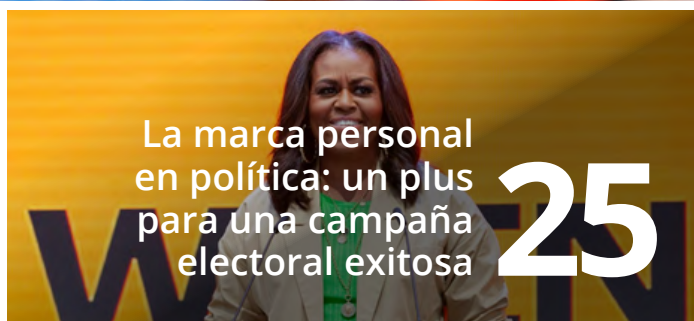 La marca personal
en política: un plus
para una campaña
electoral exitosa
25